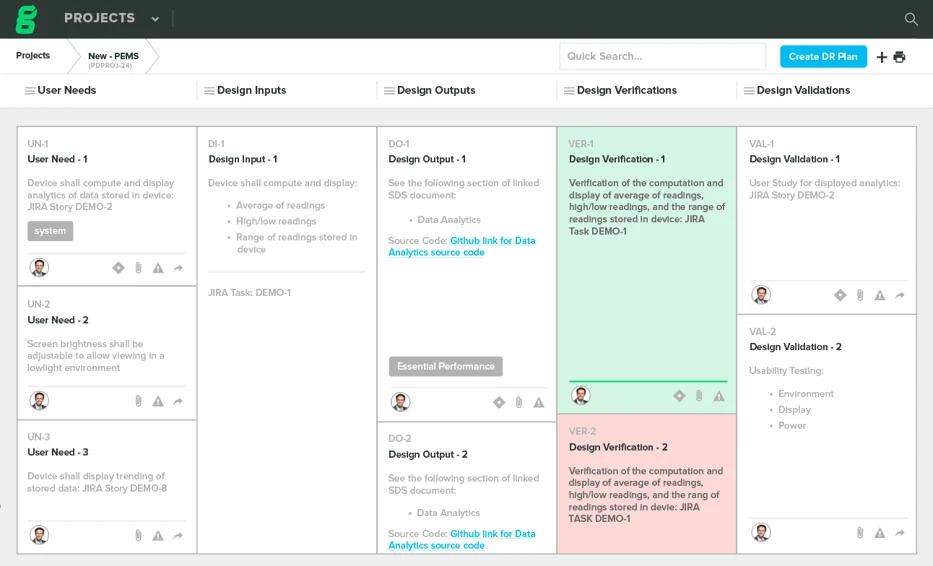 PROJECTS
Projects
New - PEMS
(PDPROJ-24)
Quick Search...
Create DR Plan
User Needs
Design Inputs
Design Outputs
Design Verifications
Design Validations
UN-1
User Need - 1
Device shall compute and display
analytics of data stored in device:
JIRA Story DEMO-2
system
UN-2
User Need - 2
Screen brightness shall be
adjustable to allow viewing in a
lowlight environment
UN-3
User Need - 3
Device shall display trending of
stored data: JIRA Story DEMO-8
DI-1
Design Input - 1
Device shall compute and display:
• Average of readings
• High/low readings
• Range of readings stored in
device
JIRA Task: DEMO-1
DO-1
Design Output - 1
See the following section of linked
SDS document:
• Data Analytics
Source Code: Github link for Data
Analytics source code
Essential Performance
DO-2
Design Output - 2
See the following section of linked
SDS document:
• Data Analytics
Source Code: Github link for Data
Analytics source code
VER-1
Design Verification - 1
Verification of the computation and
display of average of readings,
high/low readings, and the range of
readings stored in device: JIRA
Task DEMO-1
VER-2
Design Verification - 2
Verification of the computation and
display of average of readings,
high/low readings, and the rang of
readings stored in devie: JIRA
TASK DEMO-1
VAL-1
Design Validation - 1
User Study for displayed analytics:
JIRA Story DEMO-2
VAL-2
Design Validation - 2
Usability Testing:
• Environment
• Display
• Power